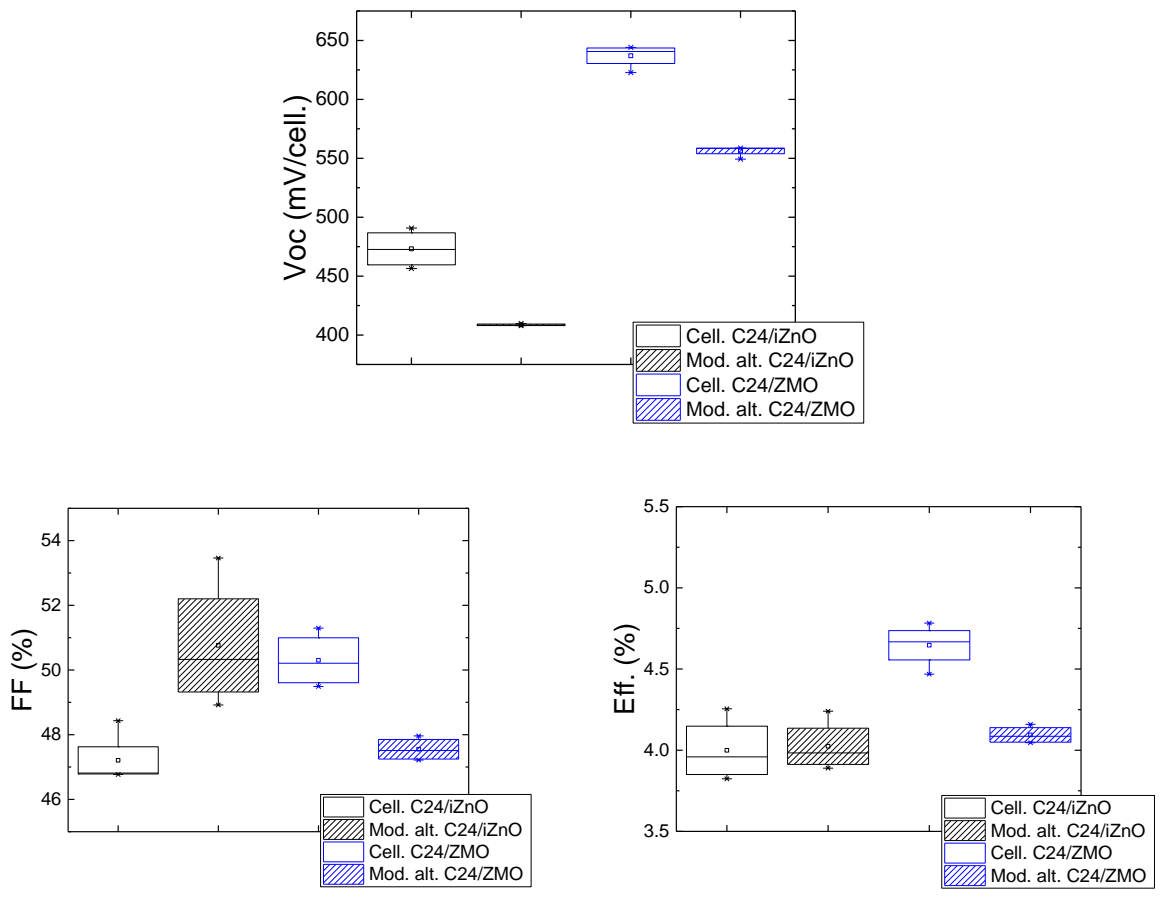 650
600
550
500
450
400
Voc (mV/cell.)
Cell. C24/iZnO
Mod. alt. C24/iZnO
Cell. C24/ZMO
Mod. alt. C24/ZMO
54
52
50
48
46
FF (%)
Cell. C24/iZnO
Mod. alt. C24/iZnO
Cell. C24/ZMO
Mod. alt. C24/ZMO
5.5
5.0
4.5
4.0
3.5
Eff. (%)
Cell. C24/iZnO
Mod. alt. C24/iZnO
Cell. C24/ZMO
Mod. alt. C24/ZMO